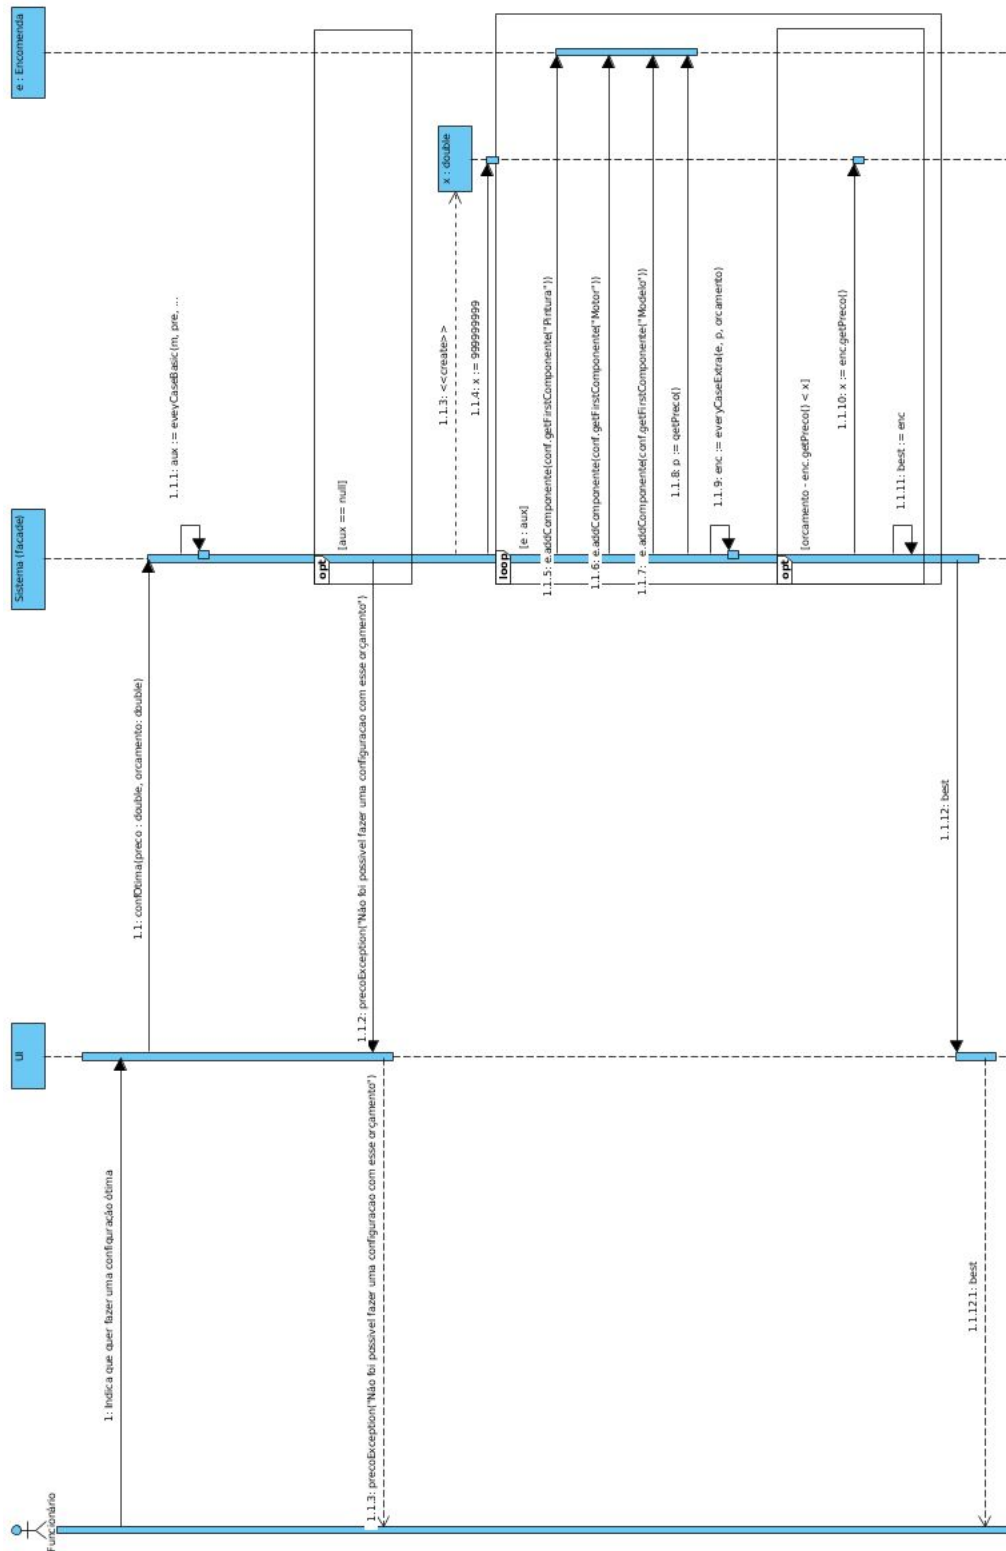 Funcionário
UI
Sistema (facade)
x : double
e : Encomenda
1: Indica que quer fazer uma configuração ótima
1.1: confOtima(preco : double, orcamento: double)
1.1.1: aux := eveyCaseBasic(m, pre, ...
opt
[aux == null]
1.1.2: precoException("Não foi possivel fazer uma configuracao com esse orçamento")
1.1.3: precoException("Não foi possivel fazer uma configuracao com esse orçamento")
1.1.3: <<create>>
1.1.4: x := 999999999
loop
[e : aux]
1.1.5: e.addComponente(conf.getFirstComponente("Pintura"))
1.1.6: e.addComponente(conf.getFirstComponente("Motor"))
1.1.7: e.addComponente(conf.getFirstComponente("Modelo"))
1.1.8: p := getPreco()
1.1.9: enc := everyCaseExtra(e, p, orcamento)
opt
[orcamento - enc.getPreco() < x]
1.1.10: x := enc.getPreco()
1.1.11: best := enc
1.1.12: best
1.1.12.1: best